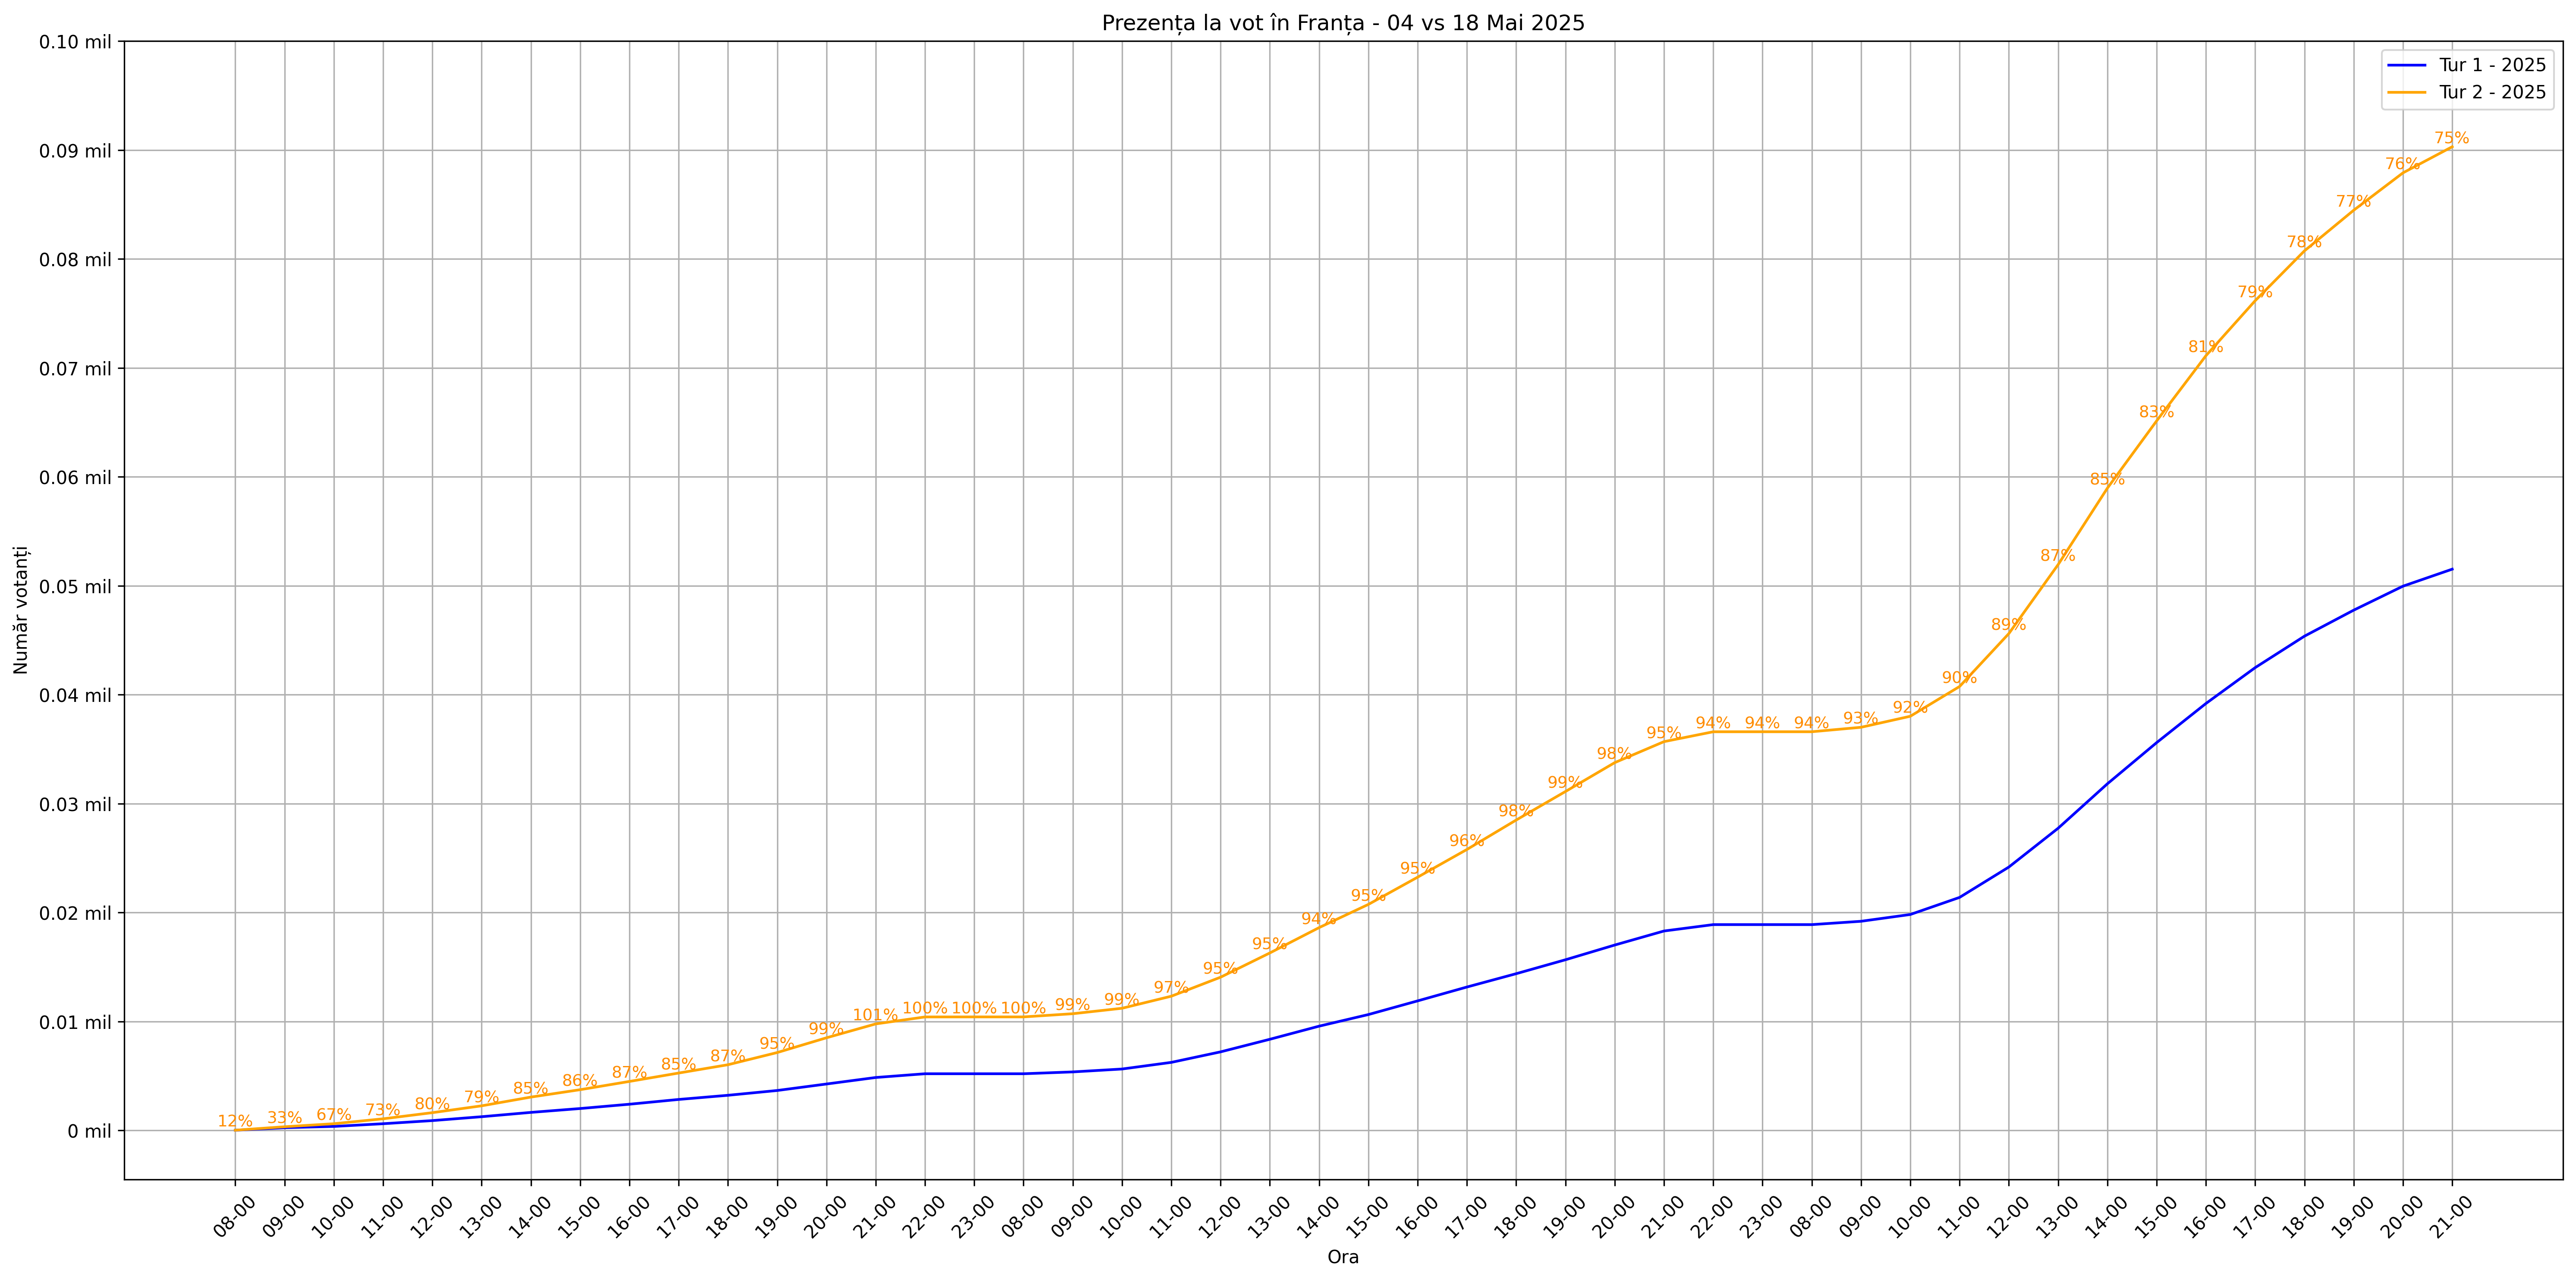 Prezența la vot în Franța - 04 vs 18 Mai 2025
Tur 1 - 2025
Tur 2 - 2025
Număr votanți
0.10 mil
0.09 mil
0.08 mil
0.07 mil
0.06 mil
0.05 mil
0.04 mil
0.03 mil
0.02 mil
0.01 mil
0 mil
12% 33% 67% 73% 80% 79% 85% 86% 87% 85% 87% 95% 99% 101% 100% 100% 100% 99% 99% 97% 95% 95% 94% 95% 95% 96% 98% 99% 98% 95% 94% 94% 94% 93% 92% 90% 89% 87% 85% 83% 81% 79% 78% 77% 76% 75%
08-00 09-00 10-00 11-00 12-00 13-00 14-00 15-00 16-00 17-00 18-00 19-00 20-00 21-00 22-00 23-00 08-00 09-00 10-00 11-00 12-00 13-00 14-00 15-00 16-00 17-00 18-00 19-00 20-00 21-00 22-00 23-00 08-00 09-00 10-00 11-00 12-00 13-00 14-00 15-00 16-00 17-00 18-00 19-00 20-00 21-00
Ora